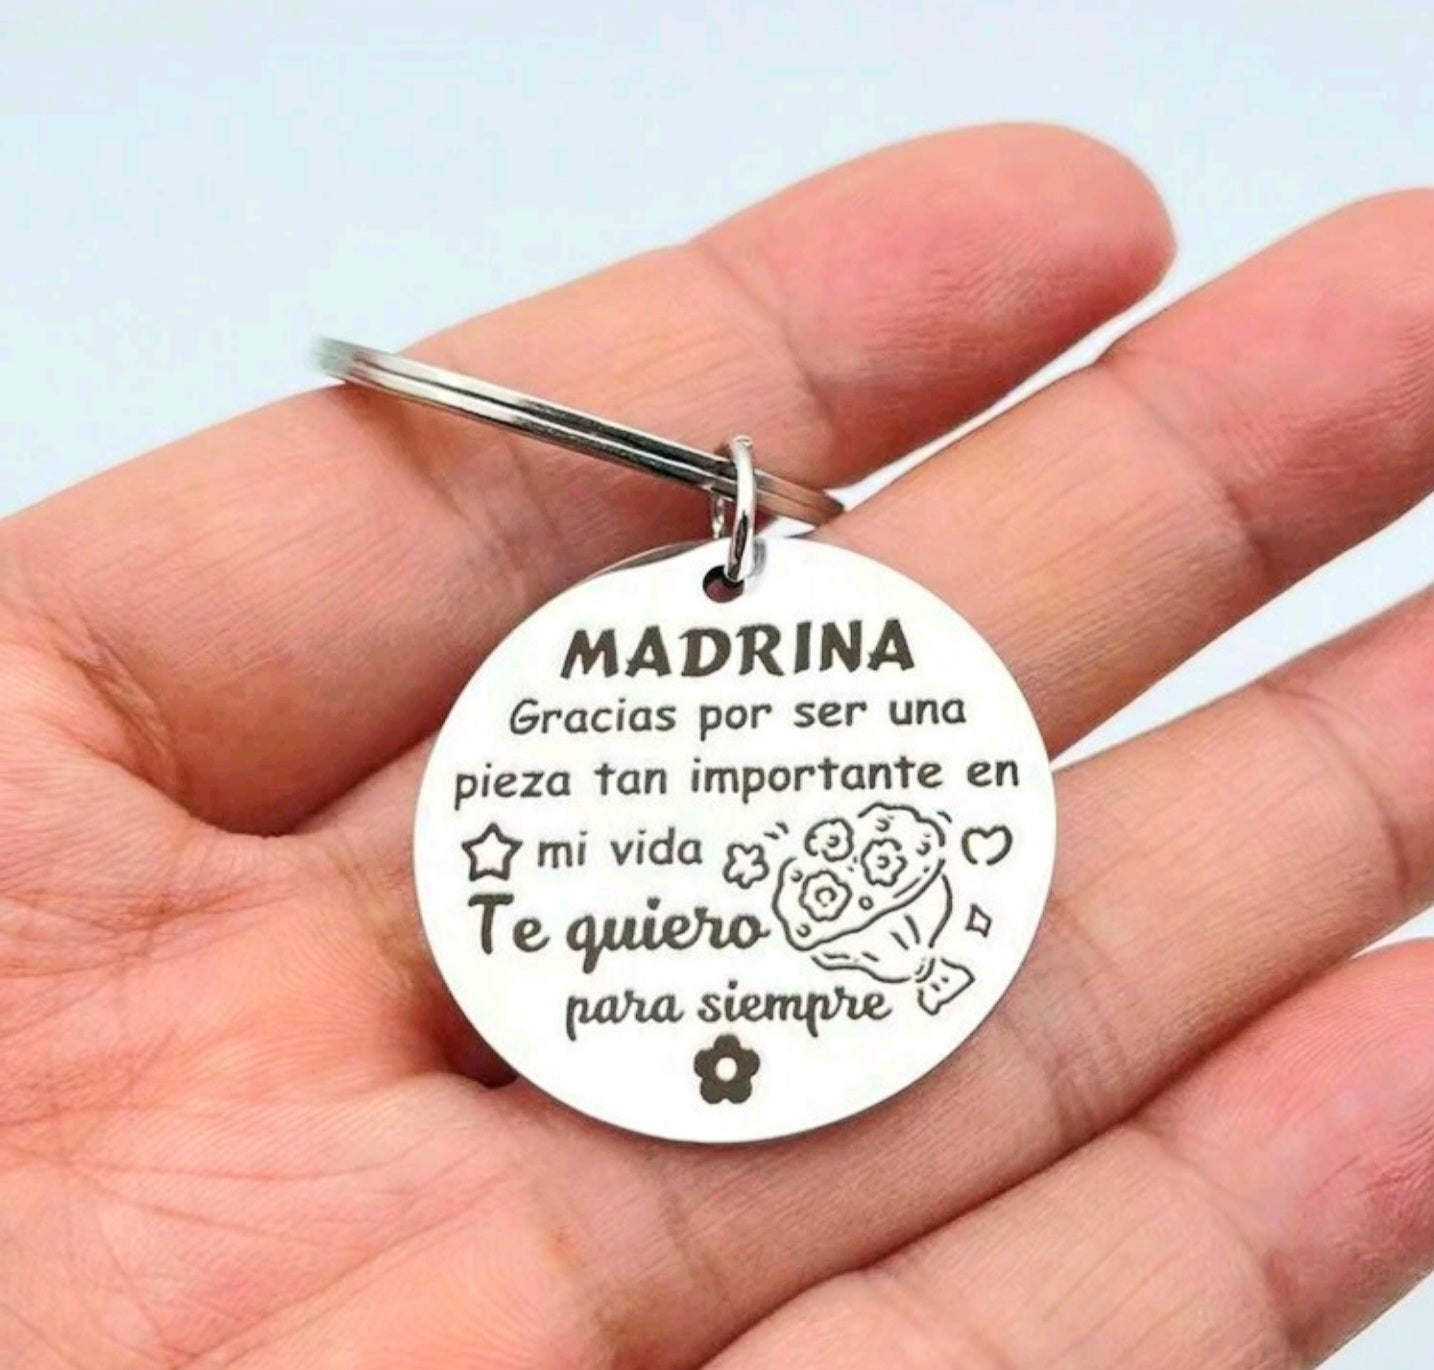 MADRINA
Gracias por ser una
pieza tan importante en
mi vida
Te quiero
para siempre